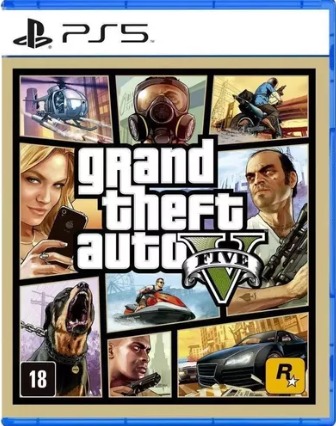 PS5
grand
theft
auto
V
FIVE
18
R